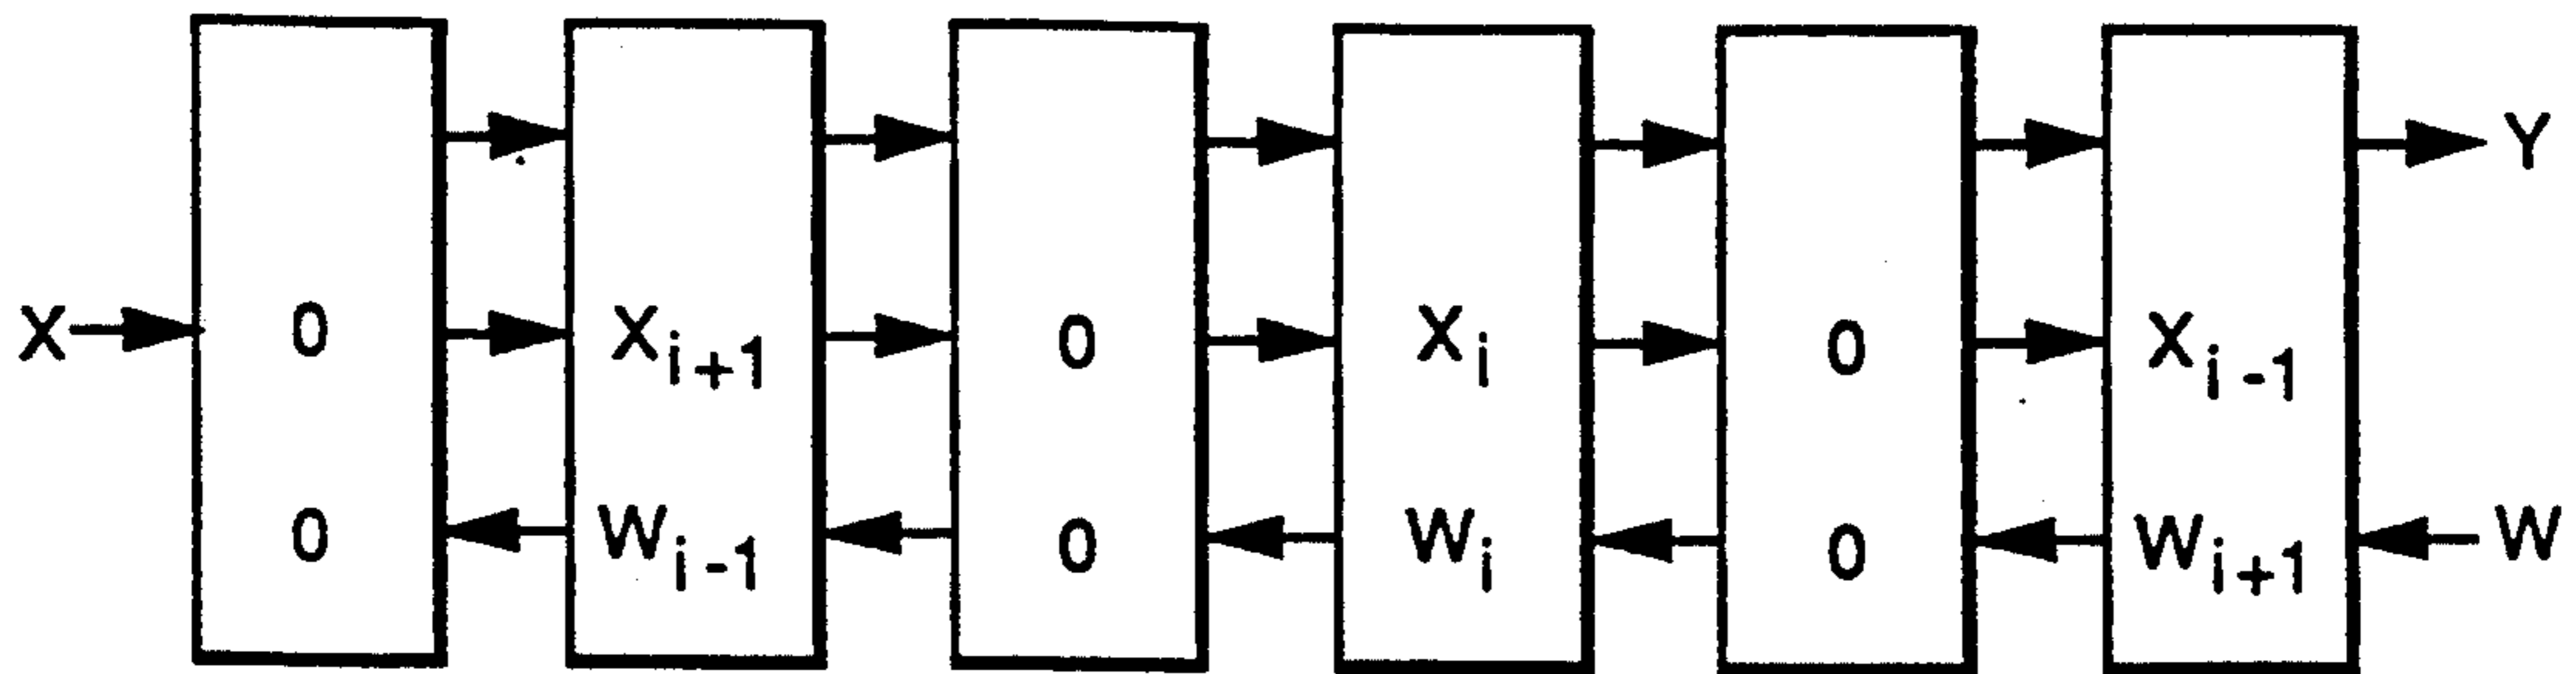 Y
X 0 X_{i+1} 0 X_i 0 X_{i-1}
0 W_{i-1} 0 W_i 0 W_{i+1} W